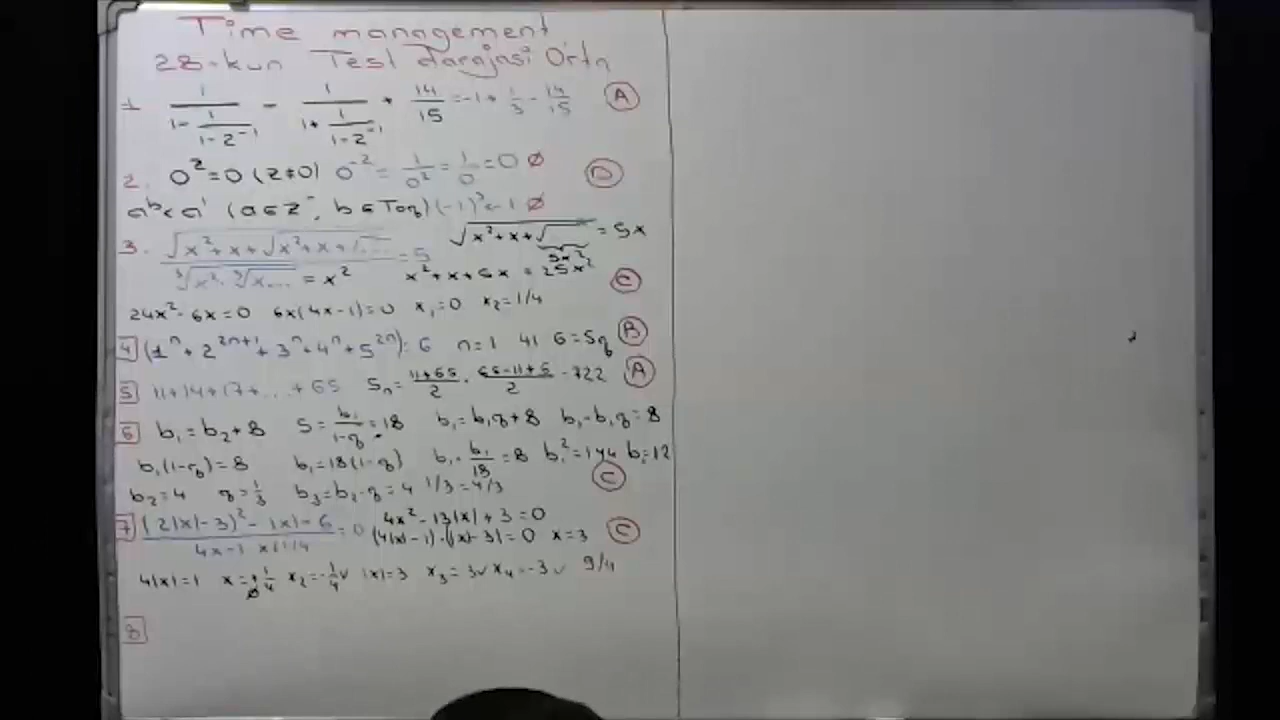 Time management
28-kun Test darajasi O'rta
1. 1/(1-1/(1-2⁻¹)) - 1/(1+1/(1-2⁻¹)) + 14/15 = -1 + 1/3 - 14/15 (A)
2. 0² = 0 (2≠0) 0⁻² = 1/0² = 1/0 = 0 ∅ (D)
(a∈Z⁻, b∈Toq) (-1)³ -1 ∅
3. √(x²+x+√(x²+x+√... / ³√(x²·³√(x... = 5 √(x²+x+√... = 5x
³√x²·³√x... = x² x²+x+5x = 25x² (C)
24x²-6x=0 6x(4x-1)=0 x₁=0 x₂=1/4
4 (1ⁿ+2²ⁿ⁺¹+3ⁿ+4ⁿ+5²ⁿ):6 n=1 41 (B)
5 11+14+17+...+65 Sₙ = (11+65)/2 · /2 - 722 (A)
6 b₁=b₂+8 S=b₁/(1-q)=18 b₁=b₁q+8 b₁-b₁q=8
b₁(1-q)=8 b₁=18(1-q) b₁·b₁/18=8 b₁²=144 b₁=12
b₂=4 q=1/3 b₃=b₂·q=4 1/3=4/3 (C)
7 ((2|x|-3)²-|x|-6)/(4x-1) = 0 x≠1/4 4x²-13|x|+3=0
(4|x|-1)·(|x|-3)=0 x=3 (C)
4|x|=1 x=1/4 ∅ x₂=-1/4 v |x|=3 x₃=3 v x₄=-3 v 9/4
8